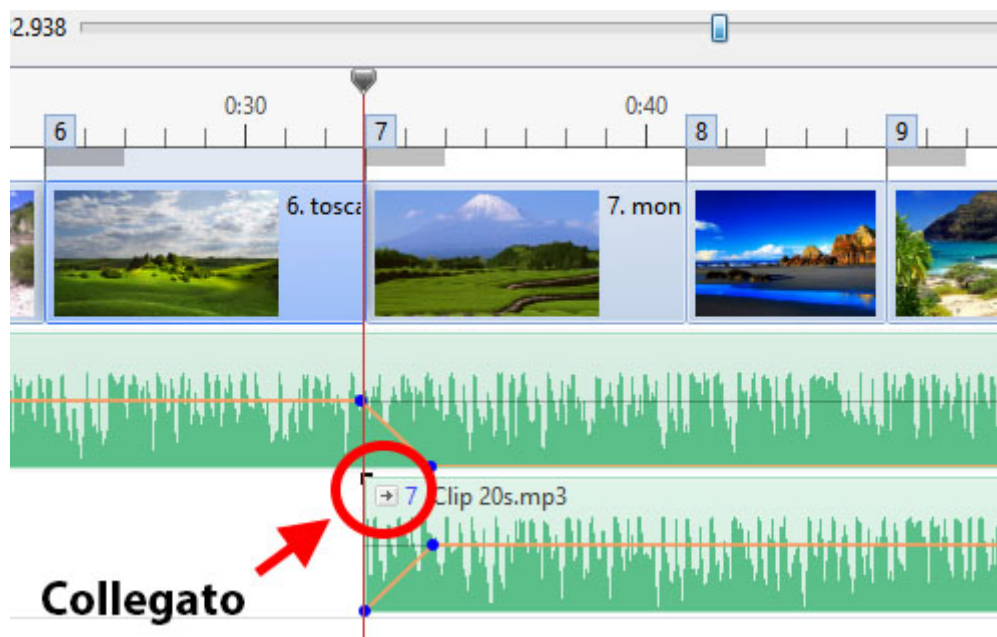 2.938
0:30 0:40
6 7 8 9
6. tosca
7. mon
7 Clip 20s.mp3
Collegato